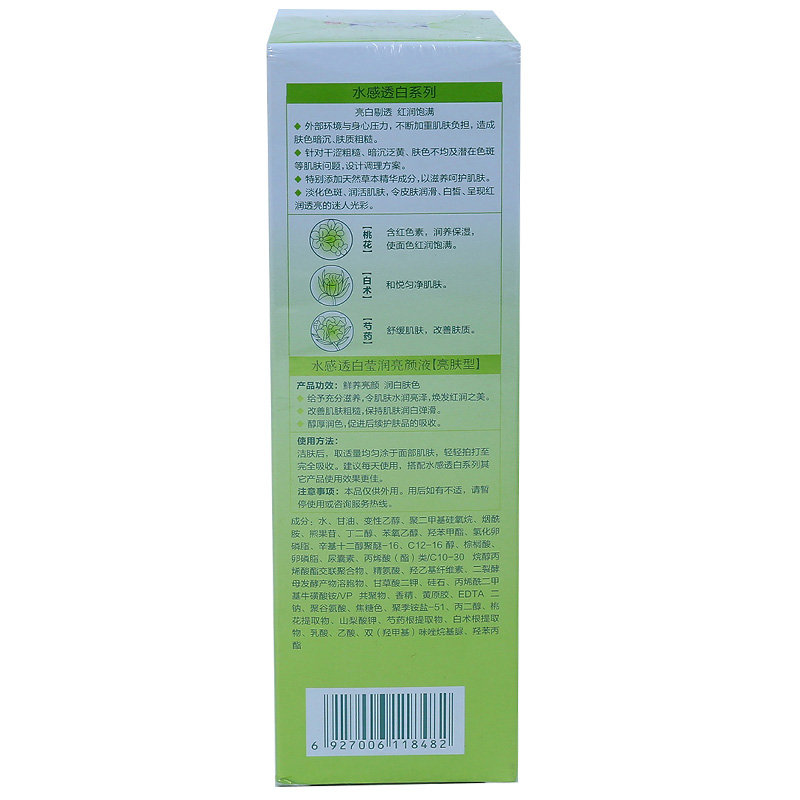 水感透白系列
亮白剔透 红润饱满
◆ 外部环境与身心压力，不断加重肌肤负担，造成
肤色暗沉、肤质粗糙。
◆ 针对干涩粗糙、暗沉泛黄、肤色不均及潜在色斑
等肌肤问题，设计调理方案。
◆ 特别添加天然草本精华成分，以滋养呵护肌肤。
◆ 淡化色斑、润洁肌肤，令皮肤润滑、白皙、呈现红
润透亮的迷人光彩。
【桃花】
含红色素，润养保湿，
使面色红润饱满。
【白术】
和悦匀净肌肤。
【芍药】
舒缓肌肤，改善肤质。
水感透白莹润亮颜液【亮肤型】
产品功效：鲜养亮颜 润白肤色
◆ 给予充分滋养，令肌肤水润亮泽，焕发红润之美。
◆ 改善肌肤粗糙，保持肌肤润白弹滑。
◆ 醇厚润色，促进后续护肤品的吸收。
使用方法：
洁肤后，取适量均匀涂于面部肌肤，轻轻拍打至
完全吸收。建议每天使用，搭配水感透白系列其
它产品使用效果更佳。
注意事项：本品仅供外用。用后如有不适，请暂
停使用或咨询服务热线。
成分：水、甘油、变性乙醇、聚二甲基硅氧烷、烟酰
胺、熊果苷、丁二醇、苯氧乙醇、羟苯甲酯、氢化卵
磷脂、辛基十二醇聚醚-16、C12-16 醇、棕榈酸、
卵磷脂、尿囊素、丙烯酸（酯）类/C10-30 烷醇丙
烯酸酯交联聚合物、精氨酸、羟乙基纤维素、二裂酵
母发酵产物溶胞物、甘草酸二钾、硅石、丙烯酰二甲
基牛磺酸铵/VP 共聚物、香精、黄原胶、EDTA 二
钠、聚谷氨酸、焦糖色、聚季铵盐-51、丙二醇、桃
花提取物、山梨酸钾、芍药根提取物、白术根提取
物、乳酸、乙酸、双（羟甲基）咪唑烷基脲、羟苯丙
酯
6 927006 118482